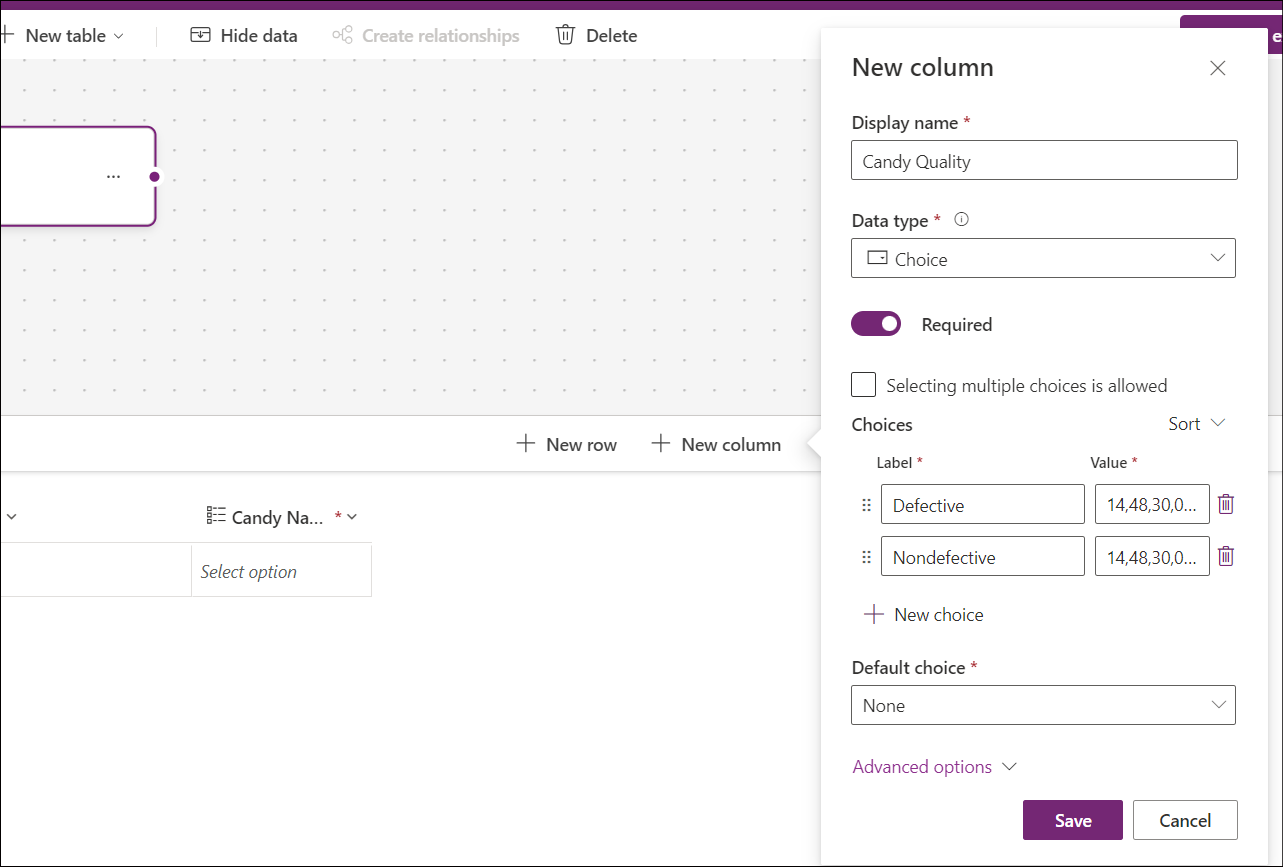 New table
Hide data
Create relationships
Delete
e
...
New row
New column
Candy Na... *
Select option
New column
Display name *
Candy Quality
Data type *
Choice
Required
Selecting multiple choices is allowed
Choices
Sort
Label *
Value *
Defective
14,48,30,0...
Nondefective
14,48,30,0...
New choice
Default choice *
None
Advanced options
Save
Cancel